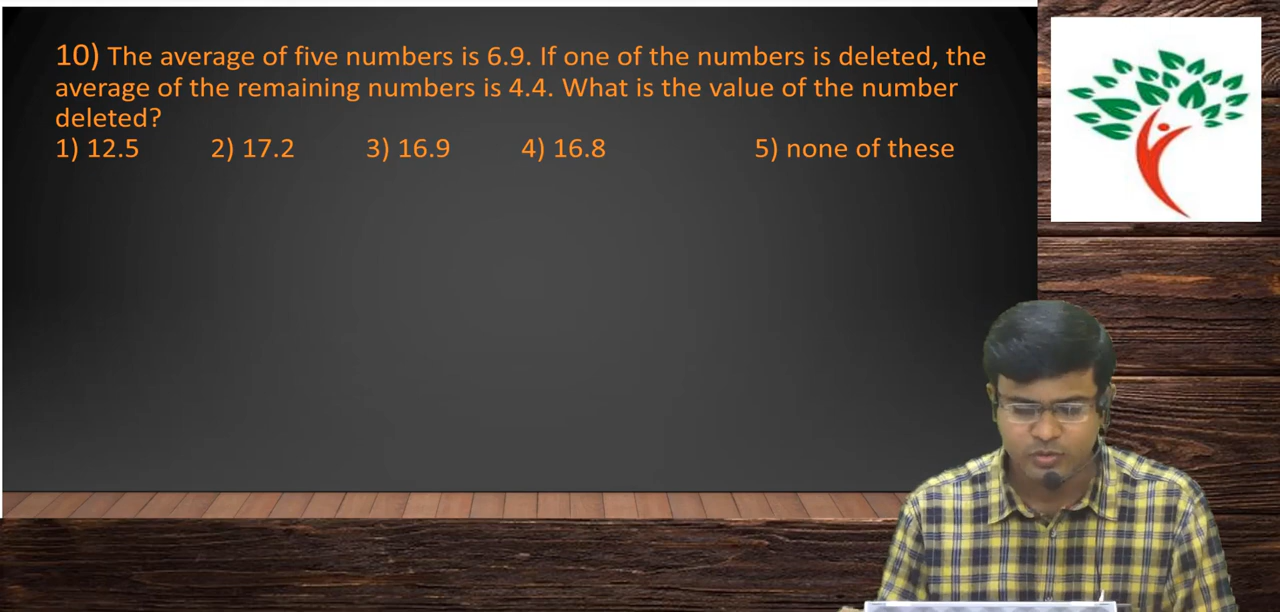 10) The average of five numbers is 6.9. If one of the numbers is deleted, the
average of the remaining numbers is 4.4. What is the value of the number
deleted?
1) 12.5 2) 17.2 3) 16.9 4) 16.8 5) none of these